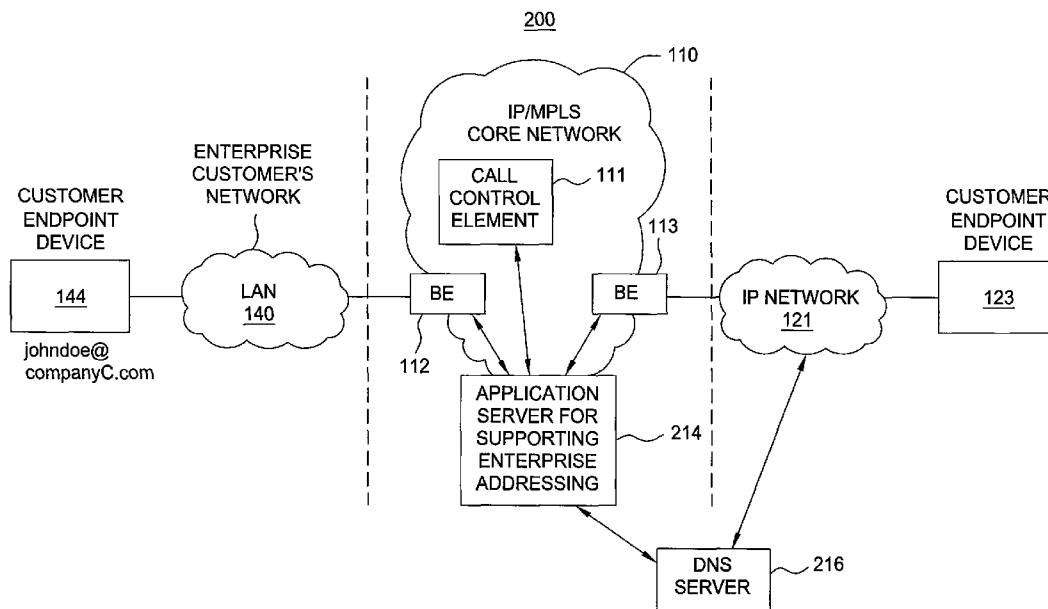 200
110
IP/MPLS
CORE NETWORK
CALL
CONTROL
ELEMENT
111
ENTERPRISE
CUSTOMER'S
NETWORK
CUSTOMER
ENDPOINT
DEVICE
144
johndoe@
companyC.com
LAN
140
BE
112
BE
113
IP NETWORK
121
CUSTOMER
ENDPOINT
DEVICE
123
APPLICATION
SERVER FOR
SUPPORTING
ENTERPRISE
ADDRESSING
214
DNS
SERVER
216